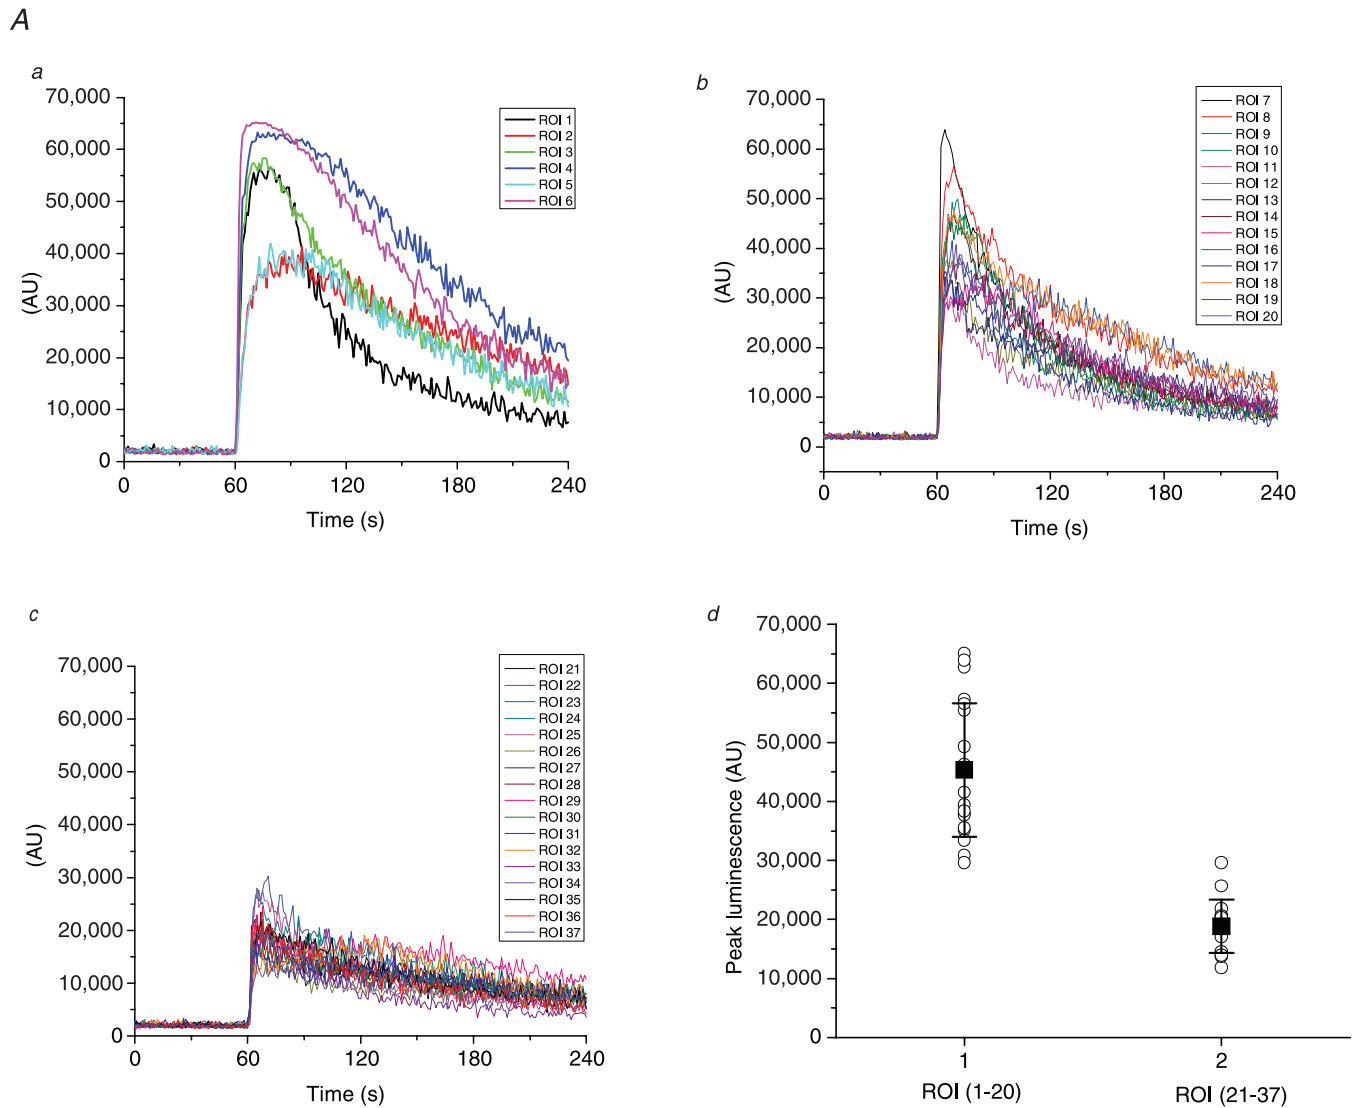 A
a
70,000
60,000
50,000
40,000
30,000
20,000
10,000
0
(AU)
0 60 120 180 240
Time (s)
ROI 1
ROI 2
ROI 3
ROI 4
ROI 5
ROI 6
b
70,000
60,000
50,000
40,000
30,000
20,000
10,000
0
(AU)
0 60 120 180 240
Time (s)
ROI 7
ROI 8
ROI 9
ROI 10
ROI 11
ROI 12
ROI 13
ROI 14
ROI 15
ROI 16
ROI 17
ROI 18
ROI 19
ROI 20
c
70,000
60,000
50,000
40,000
30,000
20,000
10,000
0
(AU)
0 60 120 180 240
Time (s)
ROI 21
ROI 22
ROI 23
ROI 24
ROI 25
ROI 26
ROI 27
ROI 28
ROI 29
ROI 30
ROI 31
ROI 32
ROI 33
ROI 34
ROI 35
ROI 36
ROI 37
d
70,000
60,000
50,000
40,000
30,000
20,000
10,000
0
Peak luminescence (AU)
1 2
ROI (1-20) ROI (21-37)